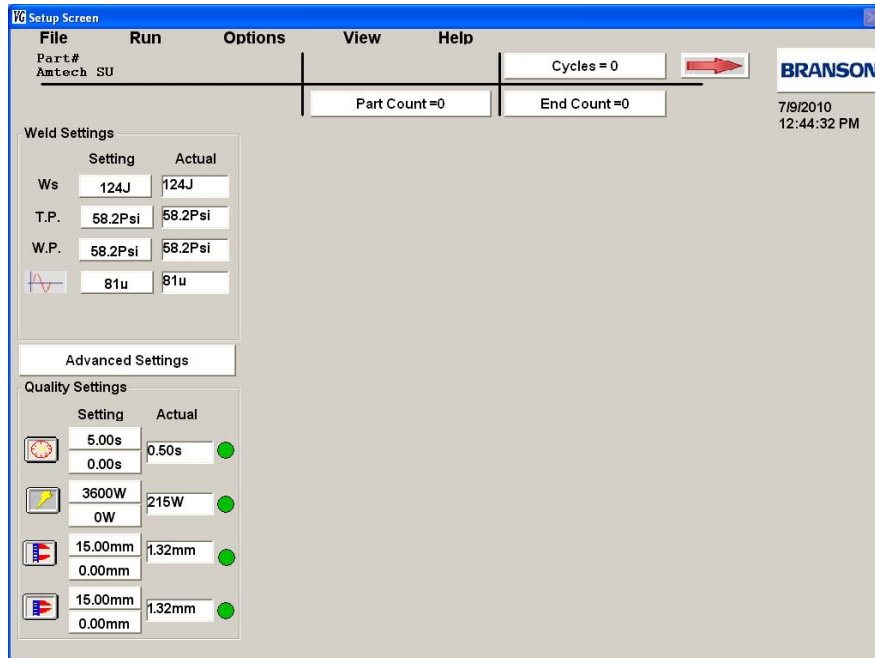 VG Setup Screen
File Run Options View Help
Part#
Amtech SU
Cycles = 0
BRANSON
Part Count =0 End Count =0
7/9/2010
12:44:32 PM
Weld Settings
Setting Actual
Ws 124J 124J
T.P. 58.2Psi 58.2Psi
W.P. 58.2Psi 58.2Psi
81u 81u
Advanced Settings
Quality Settings
Setting Actual
5.00s
0.50s
0.00s
3600W
215W
0W
15.00mm
1.32mm
0.00mm
15.00mm
1.32mm
0.00mm